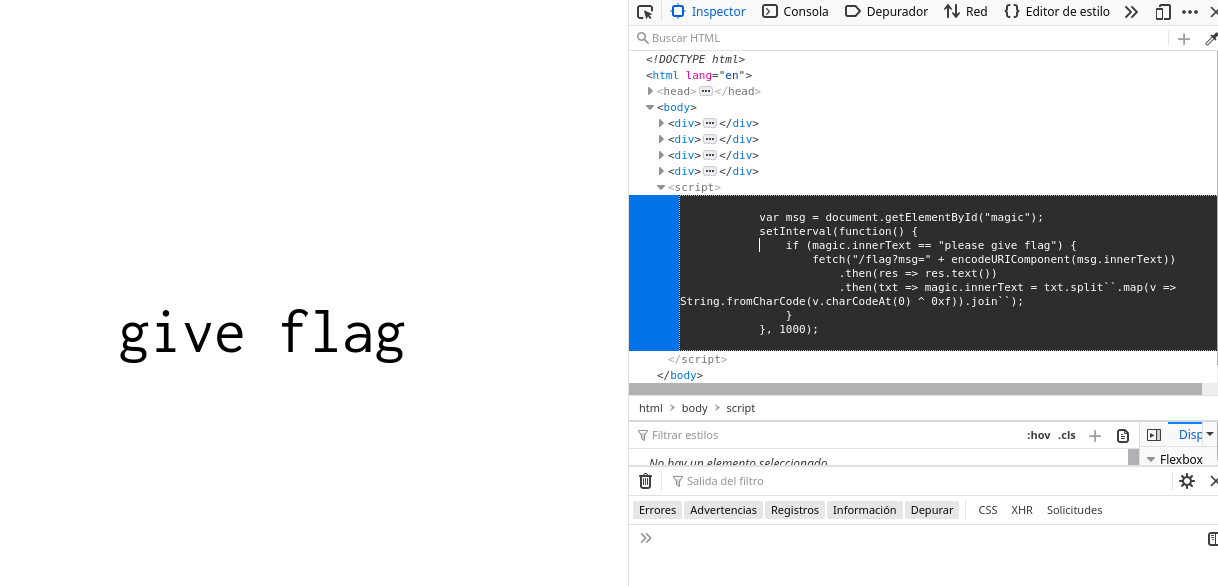 give flag
Inspector Consola Depurador Red Editor de estilo
Buscar HTML
<!DOCTYPE html>
<html lang="en">
<head> ••• </head>
<body>
<div> ••• </div>
<div> ••• </div>
<div> ••• </div>
<div> ••• </div>
<script>
var msg = document.getElementById("magic");
setInterval(function() {
if (magic.innerText == "please give flag") {
fetch("/flag?msg=" + encodeURIComponent(msg.innerText))
.then(res => res.text())
.then(txt => magic.innerText = txt.split``.map(v =>
String.fromCharCode(v.charCodeAt(0) ^ 0xf)).join``);
}
}, 1000);
</script>
</body>
html > body > script
Filtrar estilos :hov .cls
Disp
No hay un elemento seleccionado
Flexbox
Salida del filtro
Errores Advertencias Registros Información Depurar CSS XHR Solicitudes